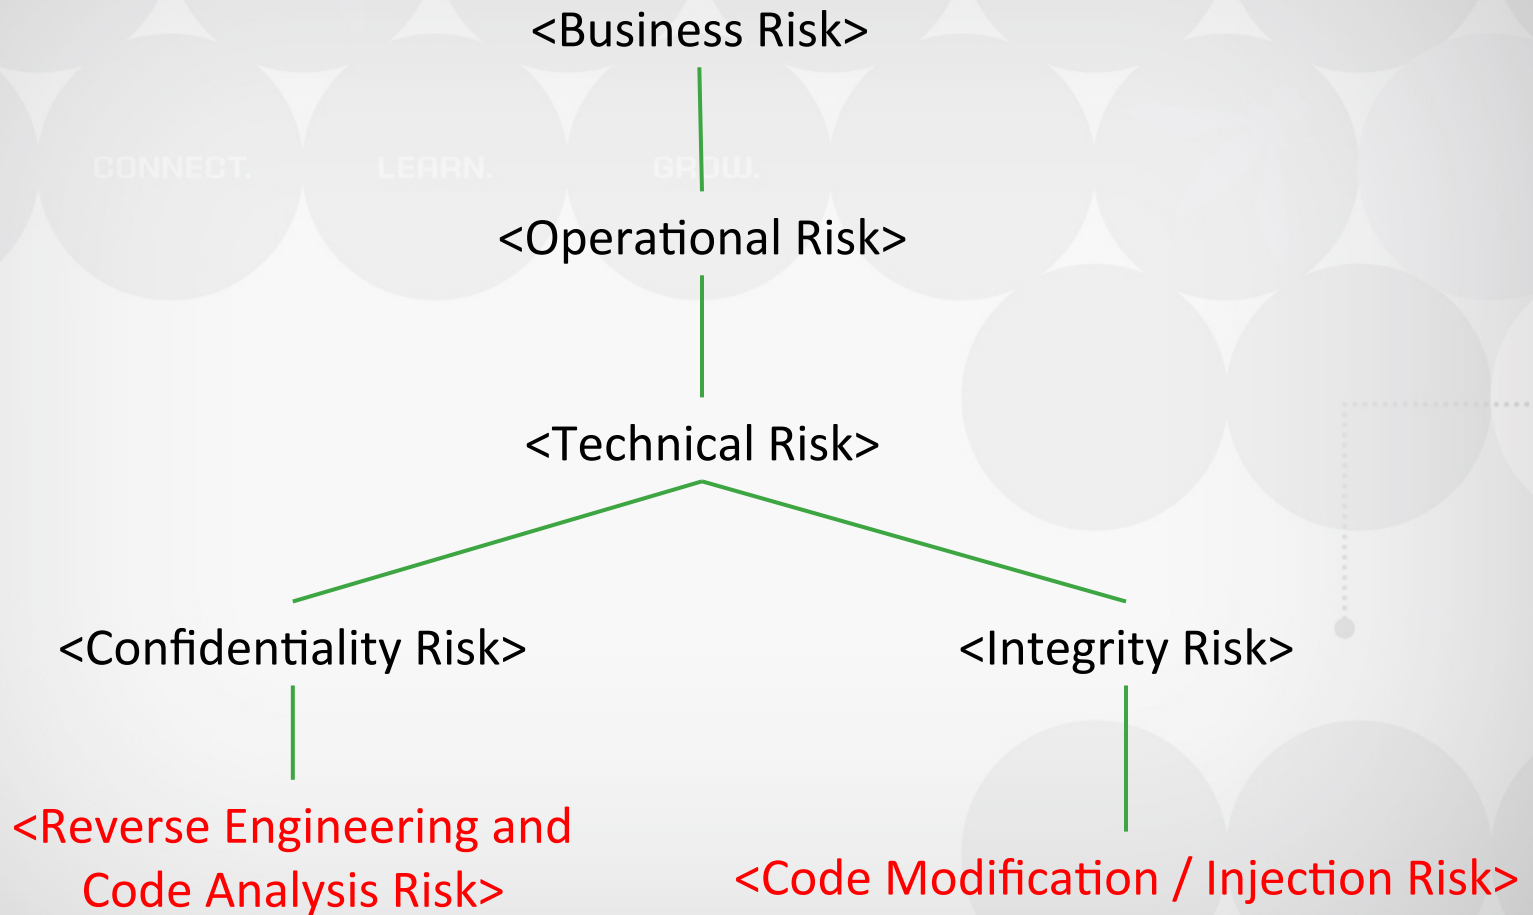 <Business Risk>
CONNECT. LEARN. GROW.
<Operational Risk>
<Technical Risk>
<Confidentiality Risk> <Integrity Risk>
<Reverse Engineering and
Code Analysis Risk>
<Code Modification / Injection Risk>